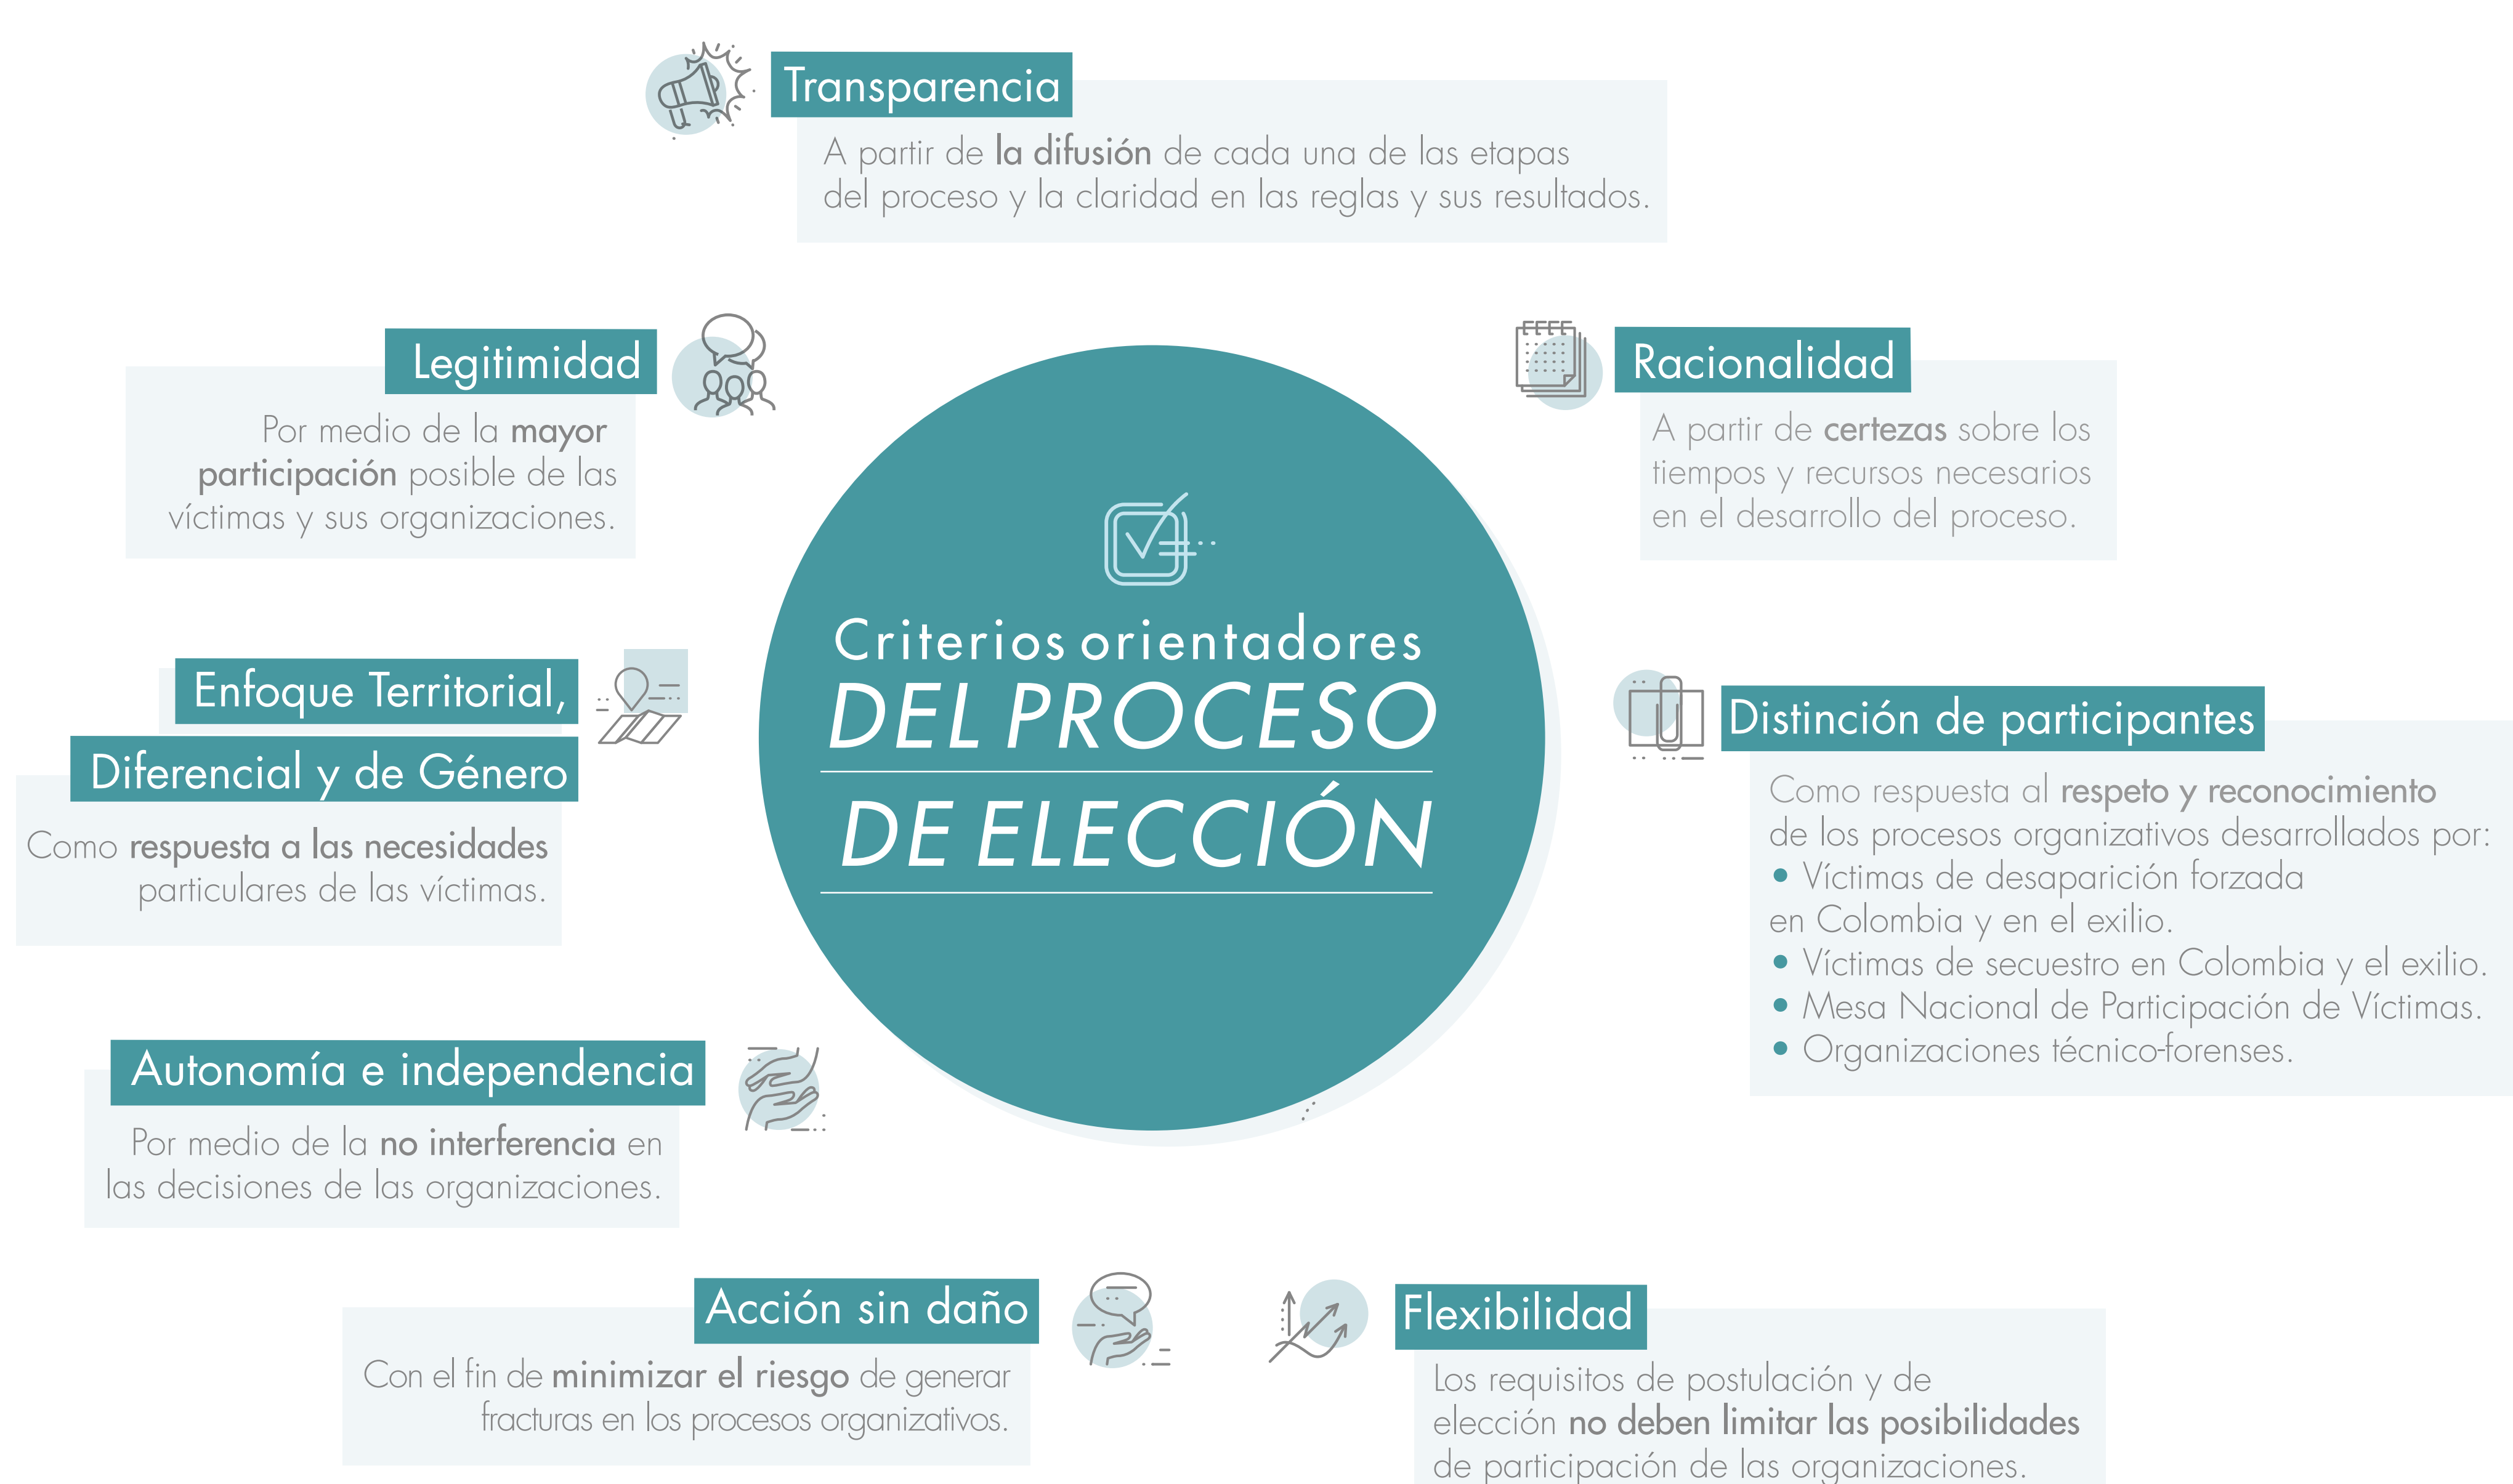 Transparencia
A partir de la difusión de cada una de las etapas
del proceso y la claridad en las reglas y sus resultados.
Legitimidad
Por medio de la mayor
participación posible de las
víctimas y sus organizaciones.
Racionalidad
A partir de certezas sobre los
tiempos y recursos necesarios
en el desarrollo del proceso.
Criterios orientadores
DEL PROCESO
DE ELECCIÓN
Enfoque Territorial,
Diferencial y de Género
Como respuesta a las necesidades
particulares de las víctimas.
Distinción de participantes
Como respuesta al respeto y reconocimiento
de los procesos organizativos desarrollados por:
• Víctimas de desaparición forzada
en Colombia y en el exilio.
• Víctimas de secuestro en Colombia y el exilio.
• Mesa Nacional de Participación de Víctimas.
• Organizaciones técnico-forenses.
Autonomía e independencia
Por medio de la no interferencia en
las decisiones de las organizaciones.
Acción sin daño
Con el fin de minimizar el riesgo de generar
fracturas en los procesos organizativos.
Flexibilidad
Los requisitos de postulación y de
elección no deben limitar las posibilidades
de participación de las organizaciones.